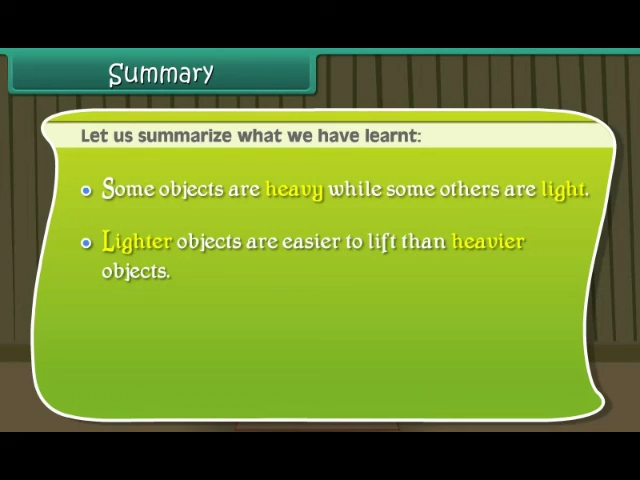 Summary
Let us summarize what we have learnt:
Some objects are heavy while some others are light.
Lighter objects are easier to lift than heavier
objects.